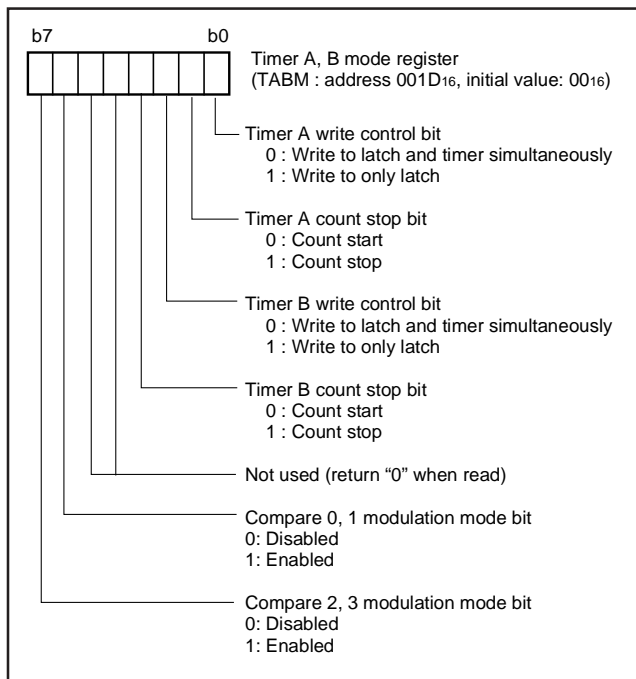 b7 b0
Timer A, B mode register
(TABM : address 001D16, initial value: 0016)
Timer A write control bit
0 : Write to latch and timer simultaneously
1 : Write to only latch
Timer A count stop bit
0 : Count start
1 : Count stop
Timer B write control bit
0 : Write to latch and timer simultaneously
1 : Write to only latch
Timer B count stop bit
0 : Count start
1 : Count stop
Not used (return “0” when read)
Compare 0, 1 modulation mode bit
0: Disabled
1: Enabled
Compare 2, 3 modulation mode bit
0: Disabled
1: Enabled